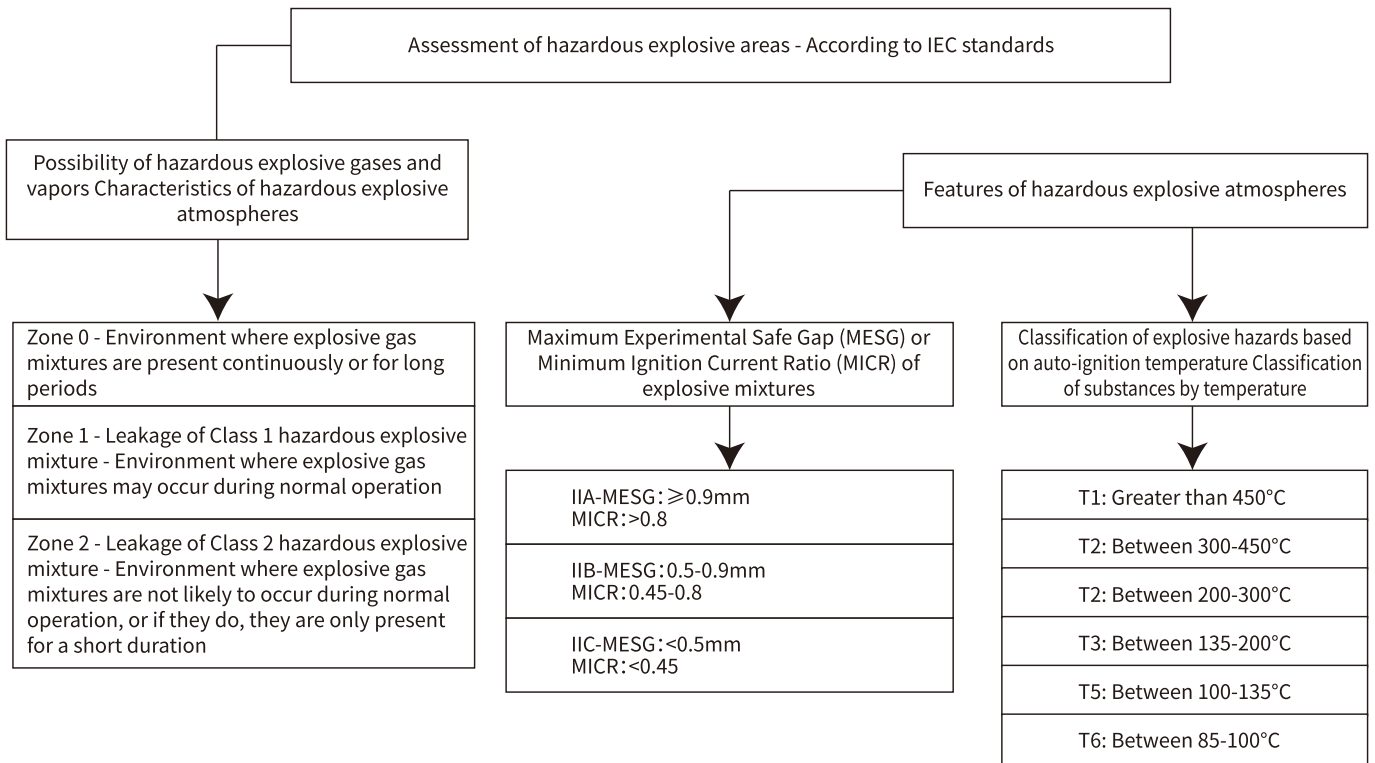 Assessment of hazardous explosive areas - According to IEC standards
Possibility of hazardous explosive gases and
vapors Characteristics of hazardous explosive
atmospheres
Features of hazardous explosive atmospheres
Zone 0 - Environment where explosive gas
mixtures are present continuously or for long
periods
Zone 1 - Leakage of Class 1 hazardous explosive
mixture - Environment where explosive gas
mixtures may occur during normal operation
Zone 2 - Leakage of Class 2 hazardous explosive
mixture - Environment where explosive gas
mixtures are not likely to occur during normal
operation, or if they do, they are only present
for a short duration
Maximum Experimental Safe Gap (MESG) or
Minimum Ignition Current Ratio (MICR) of
explosive mixtures
IIA-MESG：⩾0.9mm
MICR：>0.8
IIB-MESG：0.5-0.9mm
MICR：0.45-0.8
IIC-MESG：<0.5mm
MICR：<0.45
Classification of explosive hazards based
on auto-ignition temperature Classification
of substances by temperature
T1: Greater than 450°C
T2: Between 300-450°C
T2: Between 200-300°C
T3: Between 135-200°C
T5: Between 100-135°C
T6: Between 85-100°C